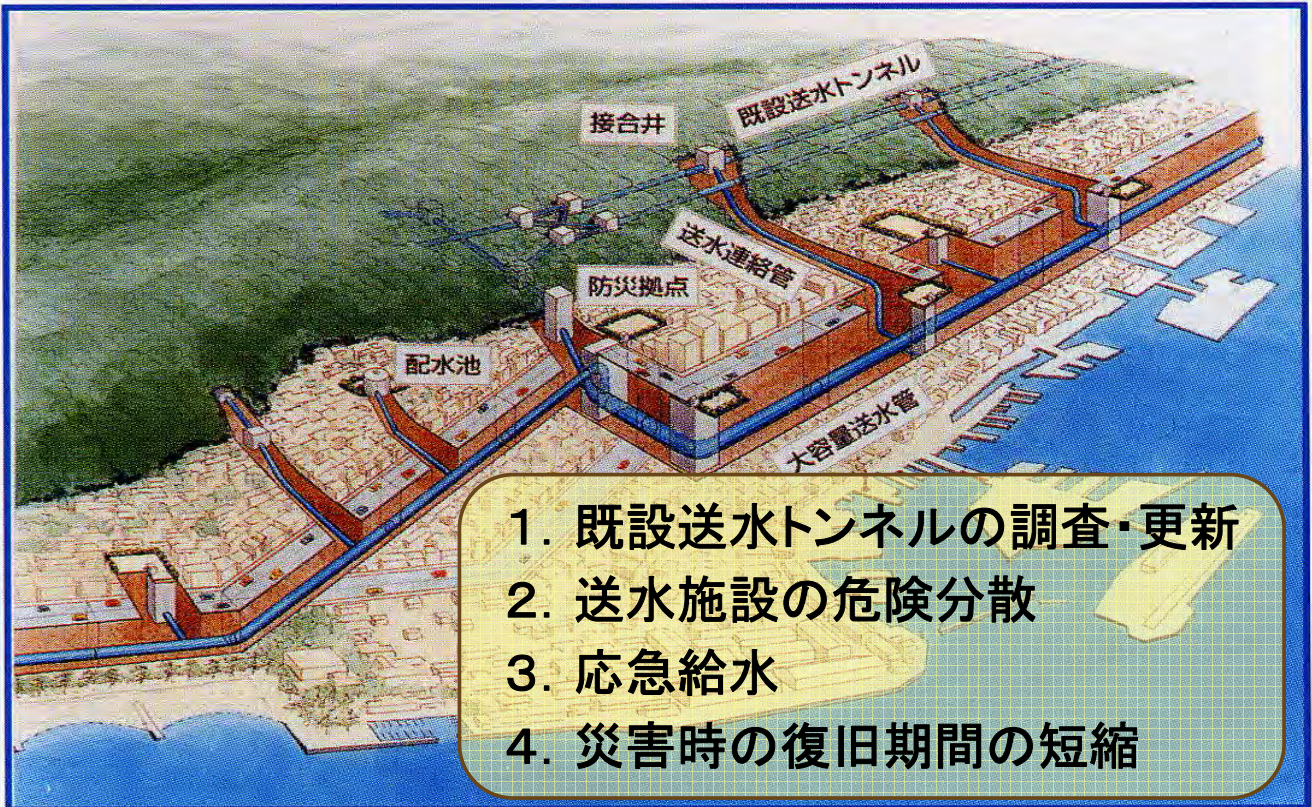 既設送水トンネル
接合井
送水連絡管
防災拠点
配水池
大容量送水管
1. 既設送水トンネルの調査・更新
2. 送水施設の危険分散
3. 応急給水
4. 災害時の復旧期間の短縮